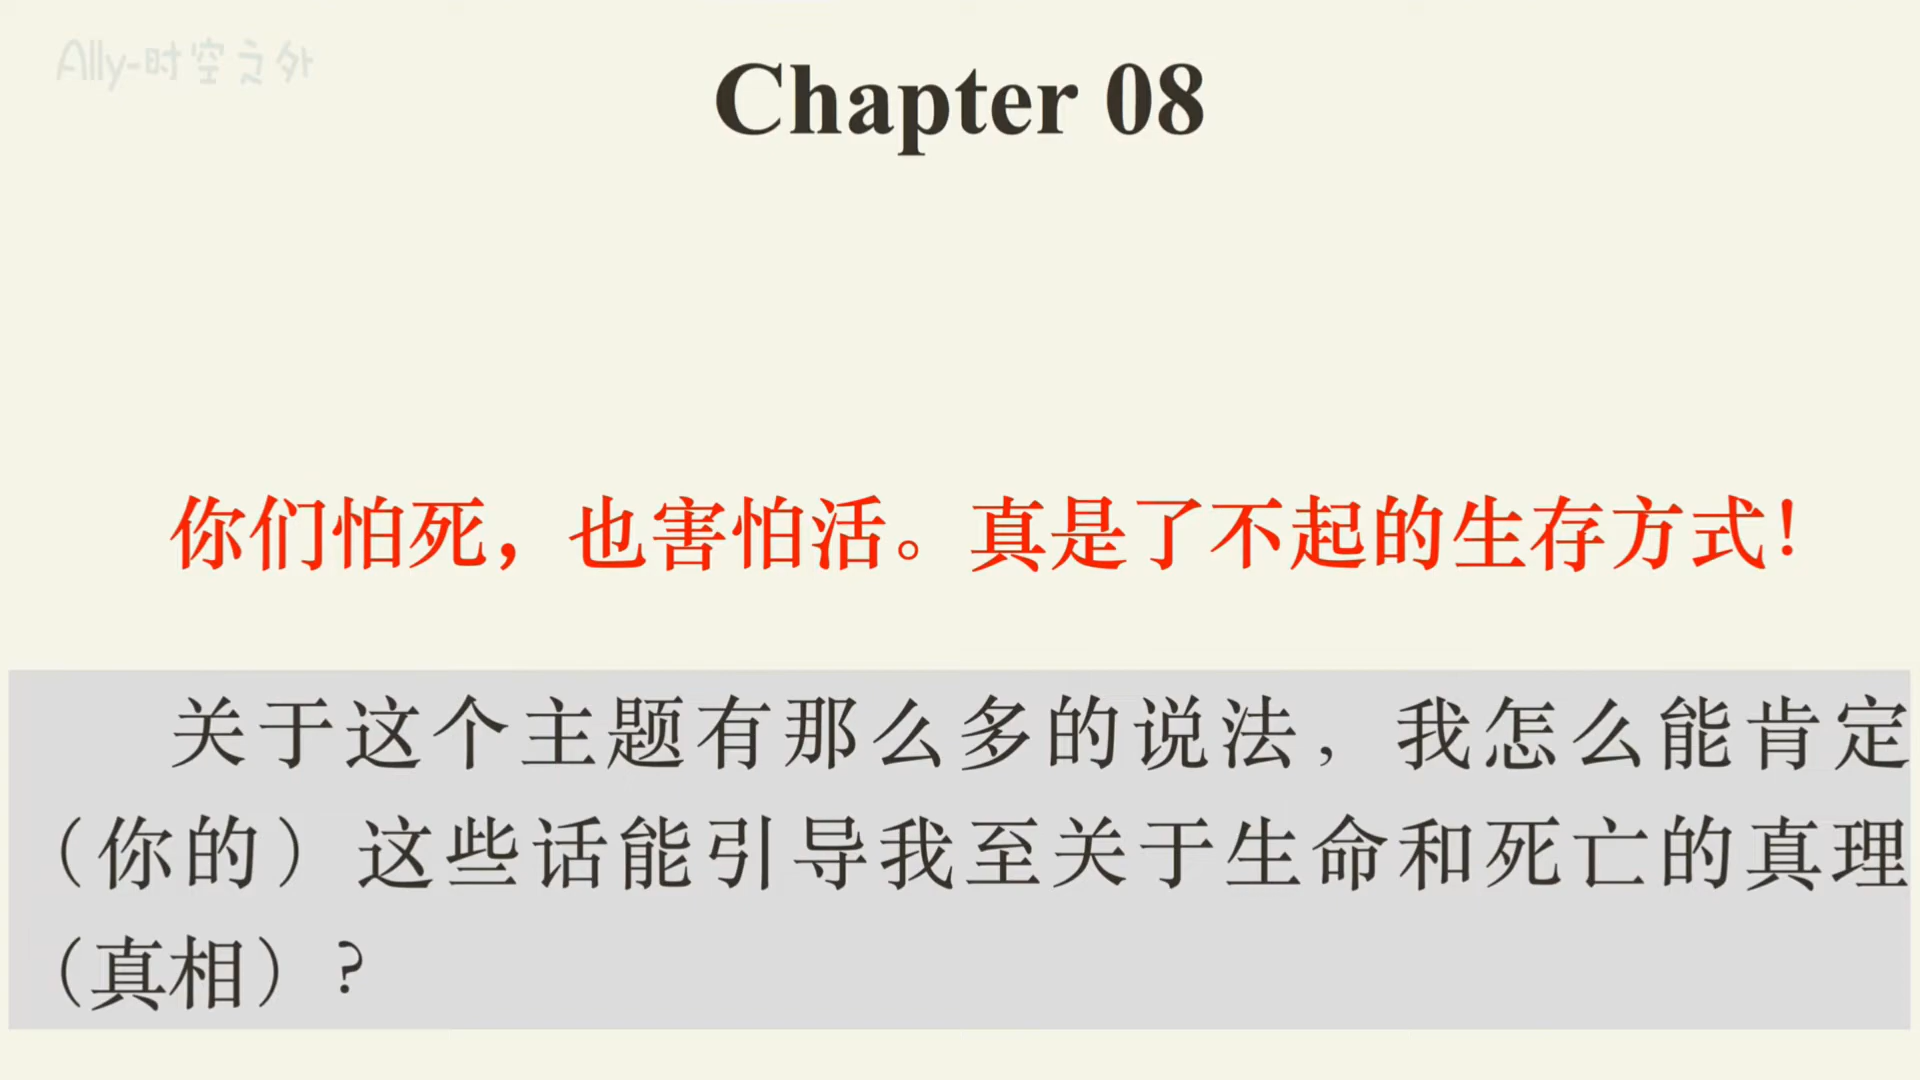 Ally-时空之外
Chapter 08
你们怕死，也害怕活。真是了不起的生存方式！
关于这个主题有那么多的说法，我怎么能肯定
（你的）这些话能引导我至关于生命和死亡的真理
（真相）?